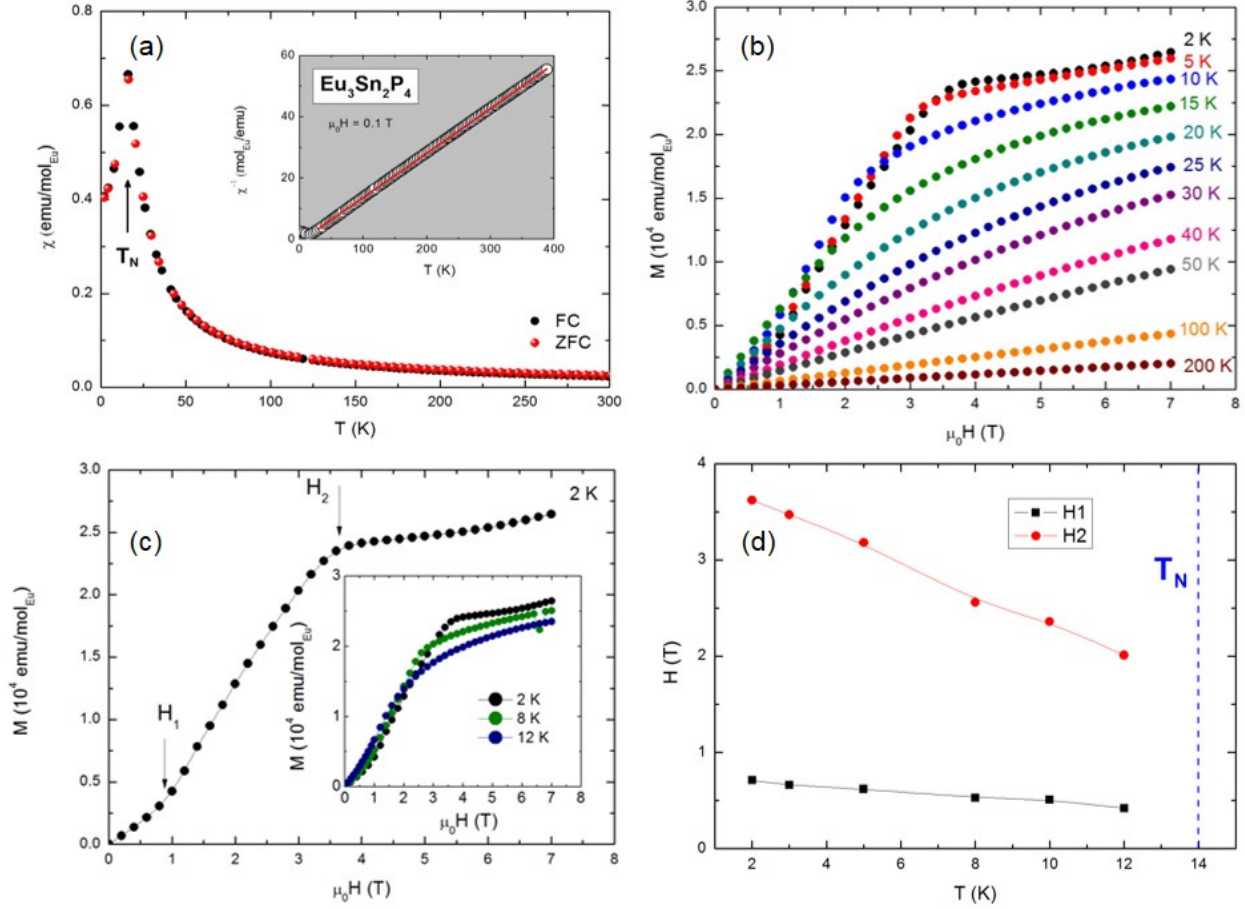 (a)
0.8
0.6
0.4
0.2
0.0
χ (emu/mol_Eu)
T_N
0
50
100
150
200
250
300
T (K)
FC
ZFC
Eu₃Sn₂P₄
μ₀H = 0.1 T
60
40
20
0
χ⁻¹ (mol_Eu/emu)
0
100
200
300
400
T (K)
(b)
3.0
2.5
2.0
1.5
1.0
0.5
0.0
M (10⁴ emu/mol_Eu)
2 K
5 K
10 K
15 K
20 K
25 K
30 K
40 K
50 K
100 K
200 K
0
1
2
3
4
5
6
7
8
μ₀H (T)
(c)
3.0
2.5
2.0
1.5
1.0
0.5
0.0
M (10⁴ emu/mol_Eu)
H₁
H₂
2 K
0
1
2
3
4
5
6
7
8
μ₀H (T)
3
2
1
0
M (10⁴ emu/mol_Eu)
2 K
8 K
12 K
0
1
2
3
4
5
6
7
8
μ₀H (T)
(d)
4
3
2
1
0
H (T)
H1
H2
T_N
2
4
6
8
10
12
14
T (K)